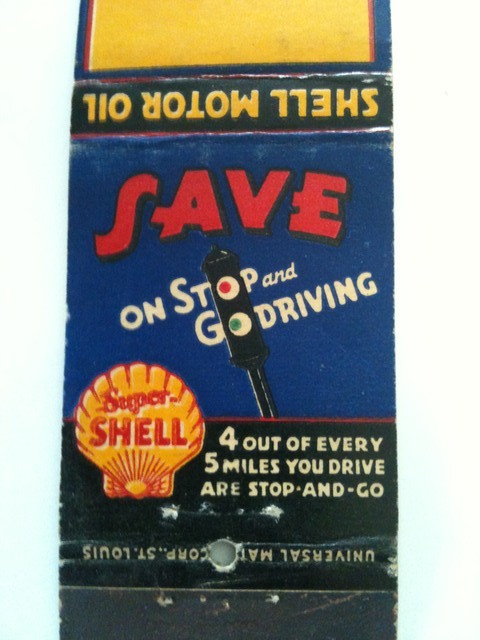 SHELL MOTOR OIL
SAVE
ON STOP and
GO DRIVING
Super-
SHELL
4 OUT OF EVERY
5 MILES YOU DRIVE
ARE STOP-AND-GO
UNIVERSAL MATCH CORP., ST. LOUIS